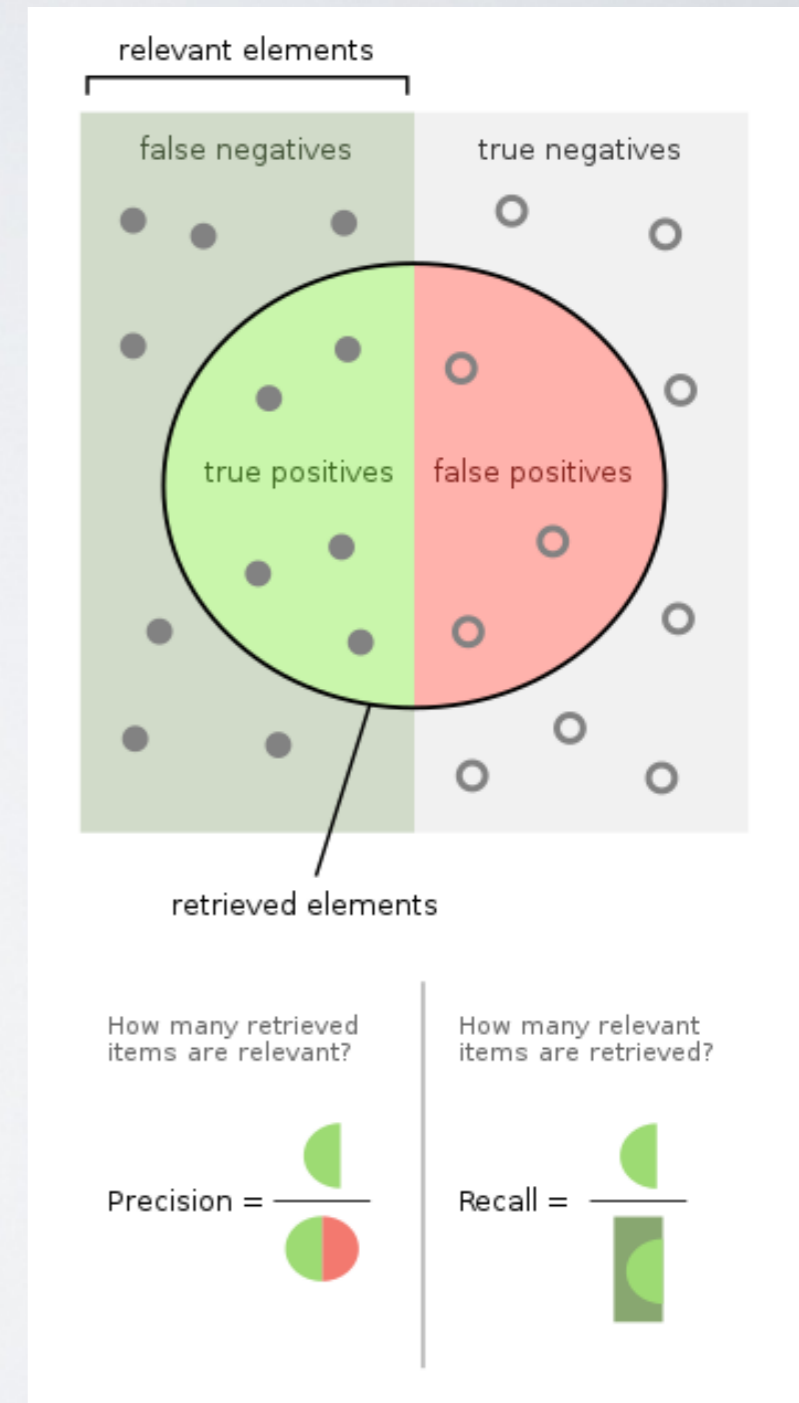 relevant elements
false negatives
true negatives
true positives
false positives
retrieved elements
How many retrieved
items are relevant?
How many relevant
items are retrieved?
Precision =
Recall =